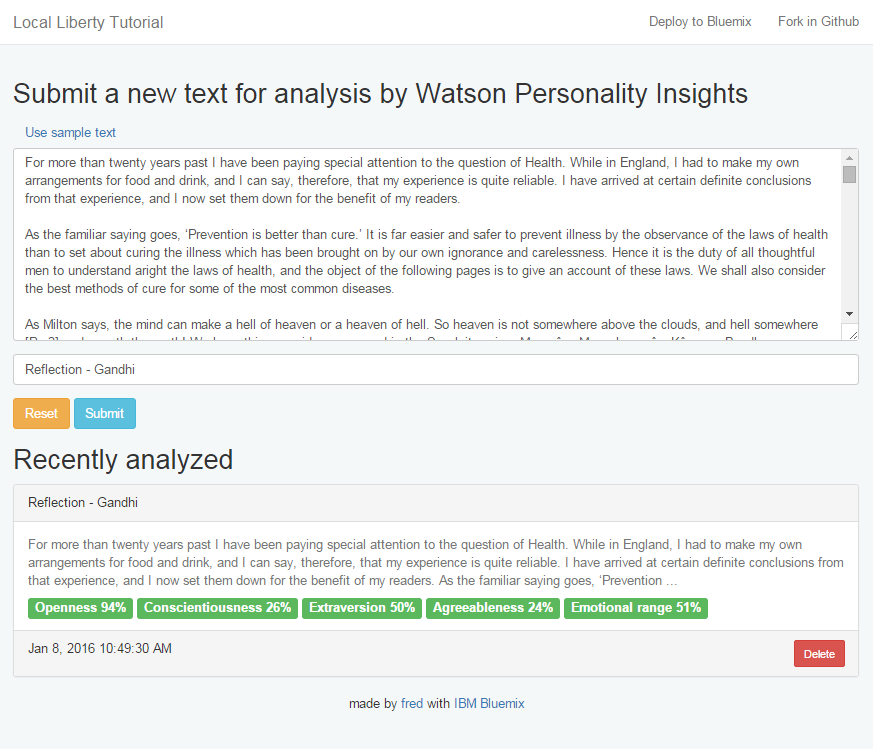 Local Liberty Tutorial
Deploy to Bluemix
Fork in Github
Submit a new text for analysis by Watson Personality Insights
Use sample text
For more than twenty years past I have been paying special attention to the question of Health. While in England, I had to make my own
arrangements for food and drink, and I can say, therefore, that my experience is quite reliable. I have arrived at certain definite conclusions
from that experience, and I now set them down for the benefit of my readers.
As the familiar saying goes, ‘Prevention is better than cure.’ It is far easier and safer to prevent illness by the observance of the laws of health
than to set about curing the illness which has been brought on by our own ignorance and carelessness. Hence it is the duty of all thoughtful
men to understand aright the laws of health, and the object of the following pages is to give an account of these laws. We shall also consider
the best methods of cure for some of the most common diseases.
As Milton says, the mind can make a hell of heaven or a heaven of hell. So heaven is not somewhere above the clouds, and hell somewhere
Reflection - Gandhi
Reset
Submit
Recently analyzed
Reflection - Gandhi
For more than twenty years past I have been paying special attention to the question of Health. While in England, I had to make my own
arrangements for food and drink, and I can say, therefore, that my experience is quite reliable. I have arrived at certain definite conclusions from
that experience, and I now set them down for the benefit of my readers. As the familiar saying goes, ‘Prevention ...
Openness 94% Conscientiousness 26% Extraversion 50% Agreeableness 24% Emotional range 51%
Jan 8, 2016 10:49:30 AM
Delete
made by fred with IBM Bluemix